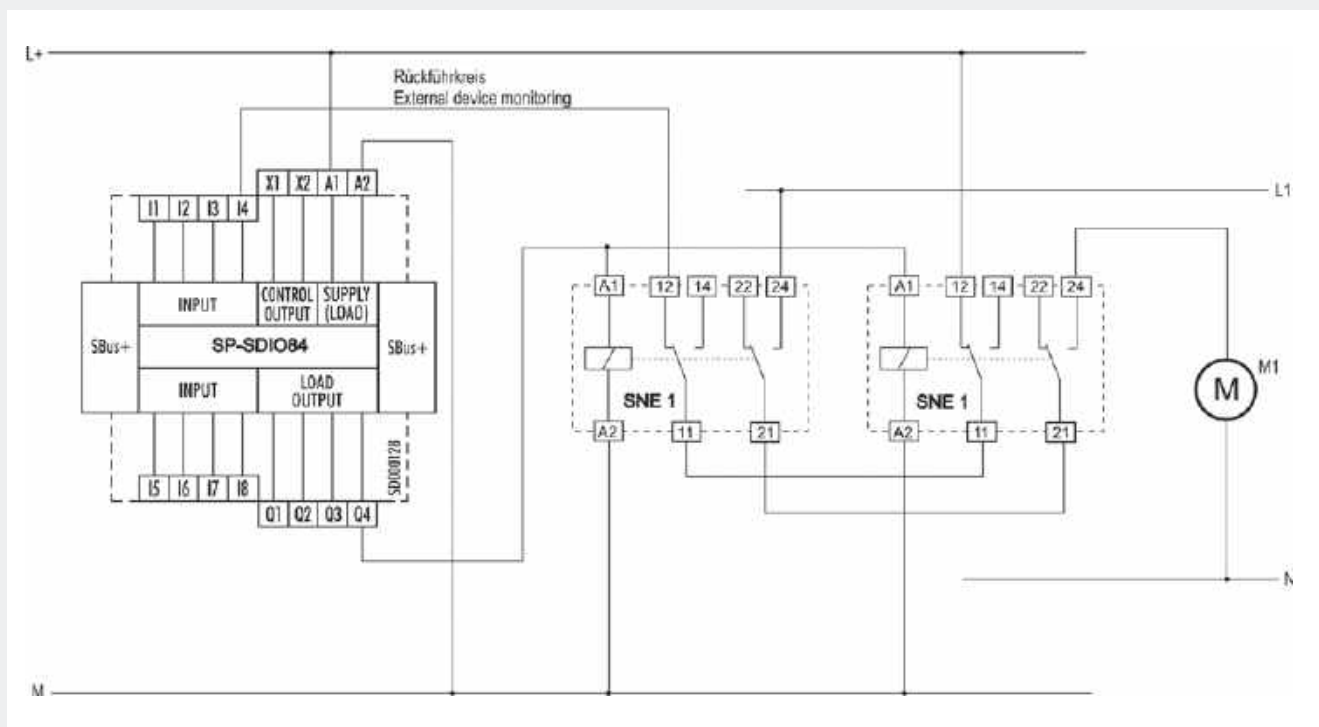 L+
Rückführkreis
External device monitoring
X1 X2 A1 A2
I1 I2 I3 I4
L1
A1 12 14 22 24
A1 12 14 22 24
INPUT
CONTROL OUTPUT
SUPPLY (LOAD)
SBus+
SP-SDIO84
SBus+
INPUT
LOAD OUTPUT
SNE 1
SNE 1
M
M1
A2 11 21
A2 11 21
SD000128
I5 I6 I7 I8
Q1 Q2 Q3 Q4
N
M